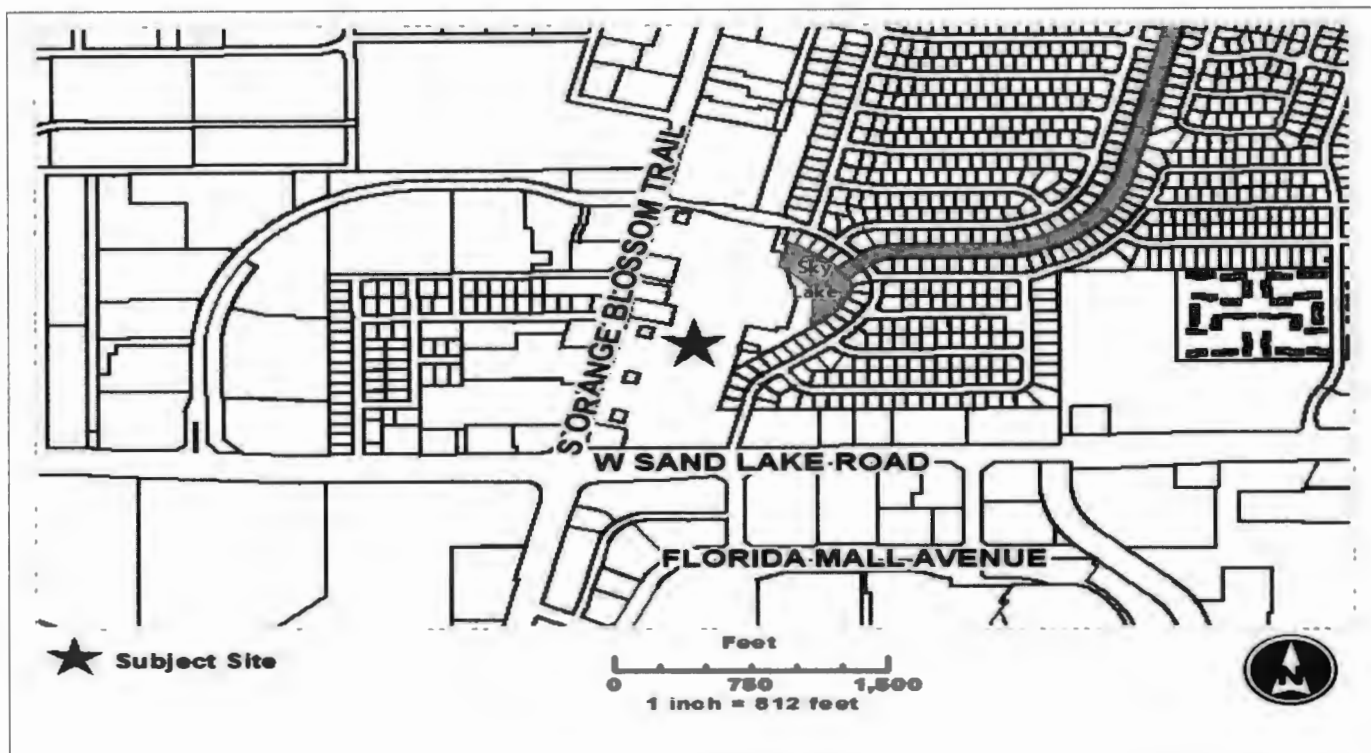 S ORANGE BLOSSOM TRAIL
Sky
Lake
W SAND LAKE ROAD
FLORIDA MALL AVENUE
Subject Site
Feet
0 750 1,500
1 inch = 812 feet
N